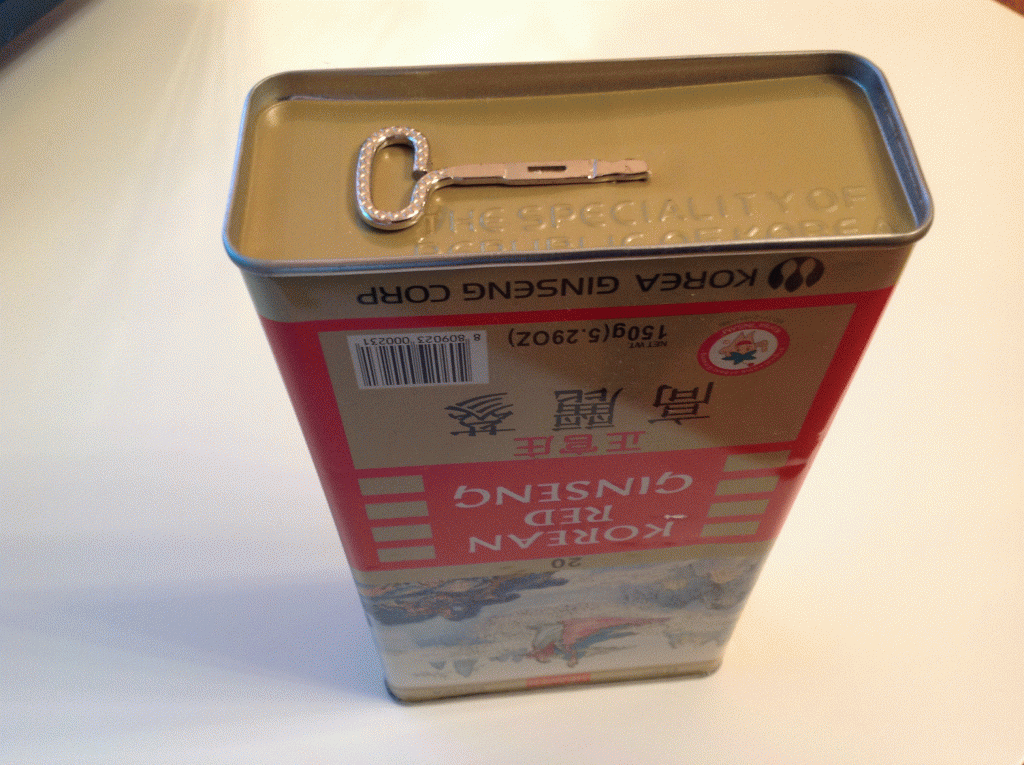 THE SPECIALITY OF
REPUBLIC OF KOREA
20
KOREAN
RED
GINSENG
正官庄
高麗蔘
NET WT.
150g(5.29OZ)
8 809023 000231
KOREA GINSENG CORP